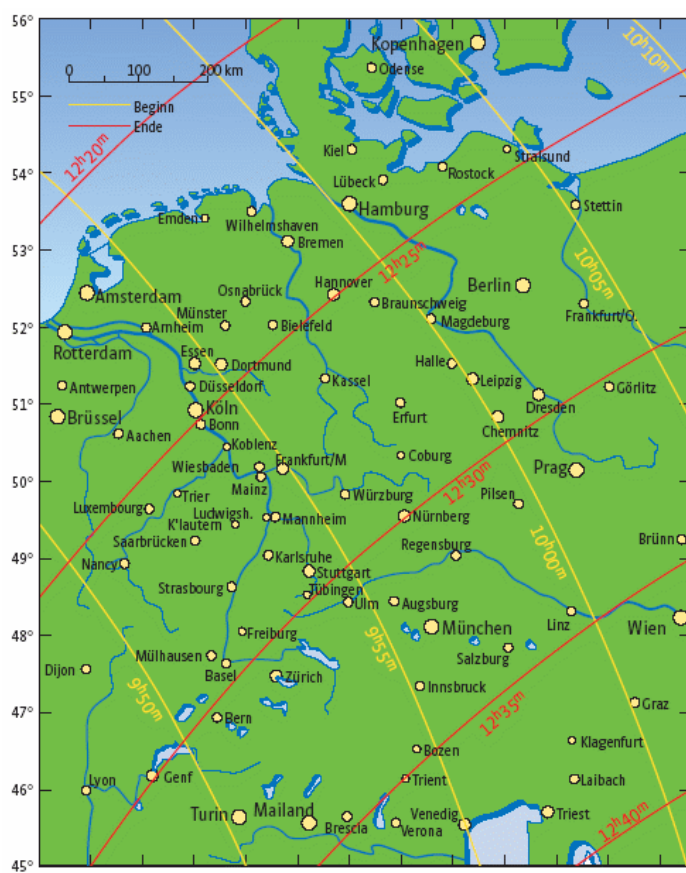 56°
Kopenhagen
10h10m
0 100 200 km
Odense
55°
Beginn
Ende
12h20m
Kiel
Stralsund
Rostock
54°
Lübeck
Hamburg
Stettin
Emden
Wilhelmshaven
53°
Bremen
12h25m
10h05m
Hannover
Berlin
Amsterdam
Osnabrück
Braunschweig
Frankfurt/O.
Münster
52°
Arnheim
Bielefeld
Magdeburg
Rotterdam
Essen
Dortmund
Halle
Antwerpen
Düsseldorf
Kassel
Leipzig
Görlitz
51°
Köln
Erfurt
Dresden
Brüssel
Bonn
Chemnitz
Aachen
Koblenz
Wiesbaden
Frankfurt/M
Coburg
12h30m
Prag
50°
Mainz
Trier
Würzburg
Pilsen
Luxembourg
Ludwigsh.
K'lautern
Mannheim
Nürnberg
Saarbrücken
Regensburg
10h00m
Brünn
49°
Nancy
Karlsruhe
Stuttgart
Strasbourg
Tübingen
Ulm
Augsburg
Linz
Wien
48°
Freiburg
9h55m
München
Mülhausen
Salzburg
Dijon
Basel
Zürich
9h50m
Innsbruck
12h35m
Graz
47°
Bern
Bozen
Klagenfurt
Lyon
Genf
Trient
Laibach
46°
Turin
Mailand
Venedig
Triest
Brescia
Verona
12h40m
45°